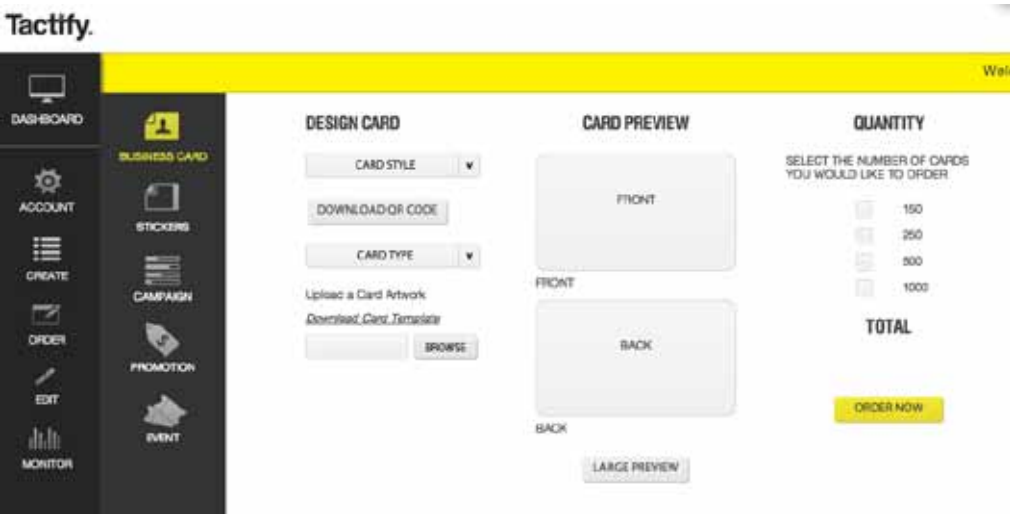 Tactify.
Welc
DASHBOARD
ACCOUNT
CREATE
ORDER
EDIT
MONITOR
BUSINESS CARD
STICKERS
CAMPAIGN
PROMOTION
EVENT
DESIGN CARD
CARD STYLE
DOWNLOAD QR CODE
CARD TYPE
Upload a Card Artwork
Download Card Template
BROWSE
CARD PREVIEW
FRONT
FRONT
BACK
BACK
LARGE PREVIEW
QUANTITY
SELECT THE NUMBER OF CARDS
YOU WOULD LIKE TO ORDER
150
250
500
1000
TOTAL
ORDER NOW